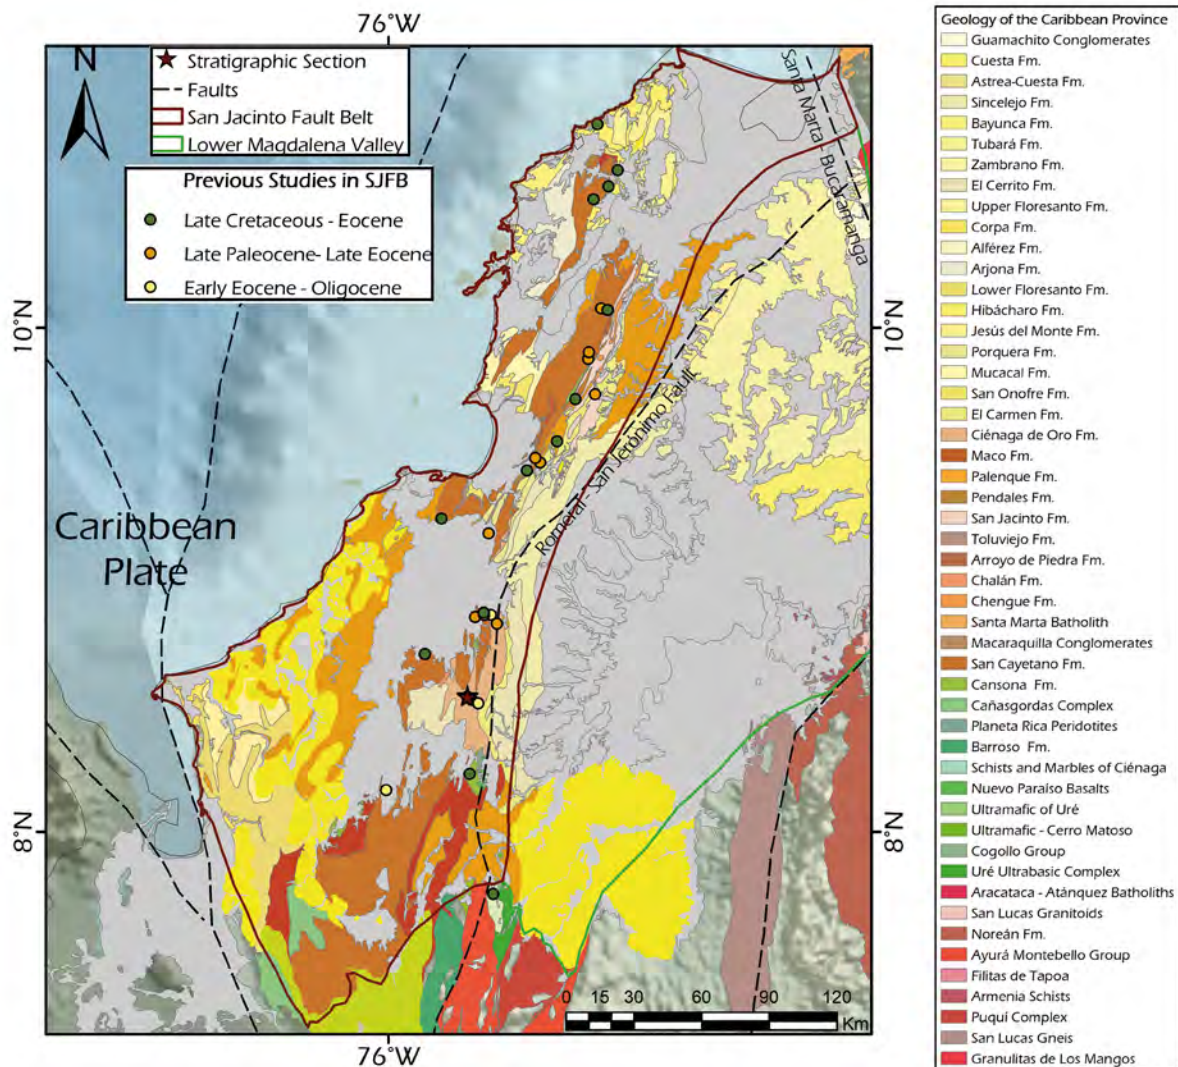 76°W
N
Stratigraphic Section
Faults
San Jacinto Fault Belt
Lower Magdalena Valley
Previous Studies in SJFB
Late Cretaceous - Eocene
Late Paleocene- Late Eocene
Early Eocene - Oligocene
Santa Marta - Bucaramanga
10°N
10°N
Romeral - San Jerónimo Fault
Caribbean
Plate
8°N
8°N
0 15 30 60 90 120
Km
76°W
Geology of the Caribbean Province
Guamachito Conglomerates
Cuesta Fm.
Astrea-Cuesta Fm.
Sincelejo Fm.
Bayunca Fm.
Tubará Fm.
Zambrano Fm.
El Cerrito Fm.
Upper Floresanto Fm.
Corpa Fm.
Alférez Fm.
Arjona Fm.
Lower Floresanto Fm.
Hibácharo Fm.
Jesús del Monte Fm.
Porquera Fm.
Mucacal Fm.
San Onofre Fm.
El Carmen Fm.
Ciénaga de Oro Fm.
Maco Fm.
Palenque Fm.
Pendales Fm.
San Jacinto Fm.
Toluviejo Fm.
Arroyo de Piedra Fm.
Chalán Fm.
Chengue Fm.
Santa Marta Batholith
Macaraquilla Conglomerates
San Cayetano Fm.
Cansona Fm.
Cañasgordas Complex
Planeta Rica Peridotites
Barroso Fm.
Schists and Marbles of Ciénaga
Nuevo Paraíso Basalts
Ultramafic of Uré
Ultramafic - Cerro Matoso
Cogollo Group
Uré Ultrabasic Complex
Aracataca - Atánquez Batholiths
San Lucas Granitoids
Noreán Fm.
Ayurá Montebello Group
Filitas de Tapoa
Armenia Schists
Puquí Complex
San Lucas Gneis
Granulitas de Los Mangos